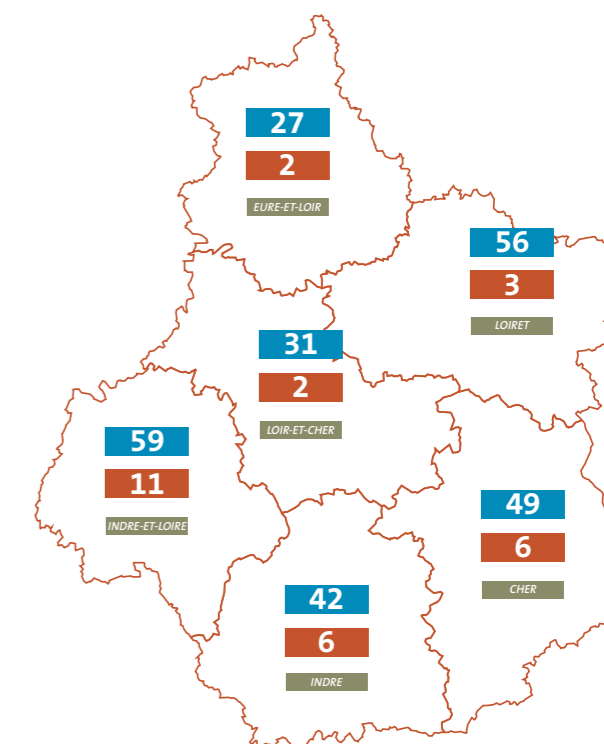 27
2
EURE-ET-LOIR
56
3
LOIRET
31
2
LOIR-ET-CHER
59
11
INDRE-ET-LOIRE
49
6
CHER
42
6
INDRE